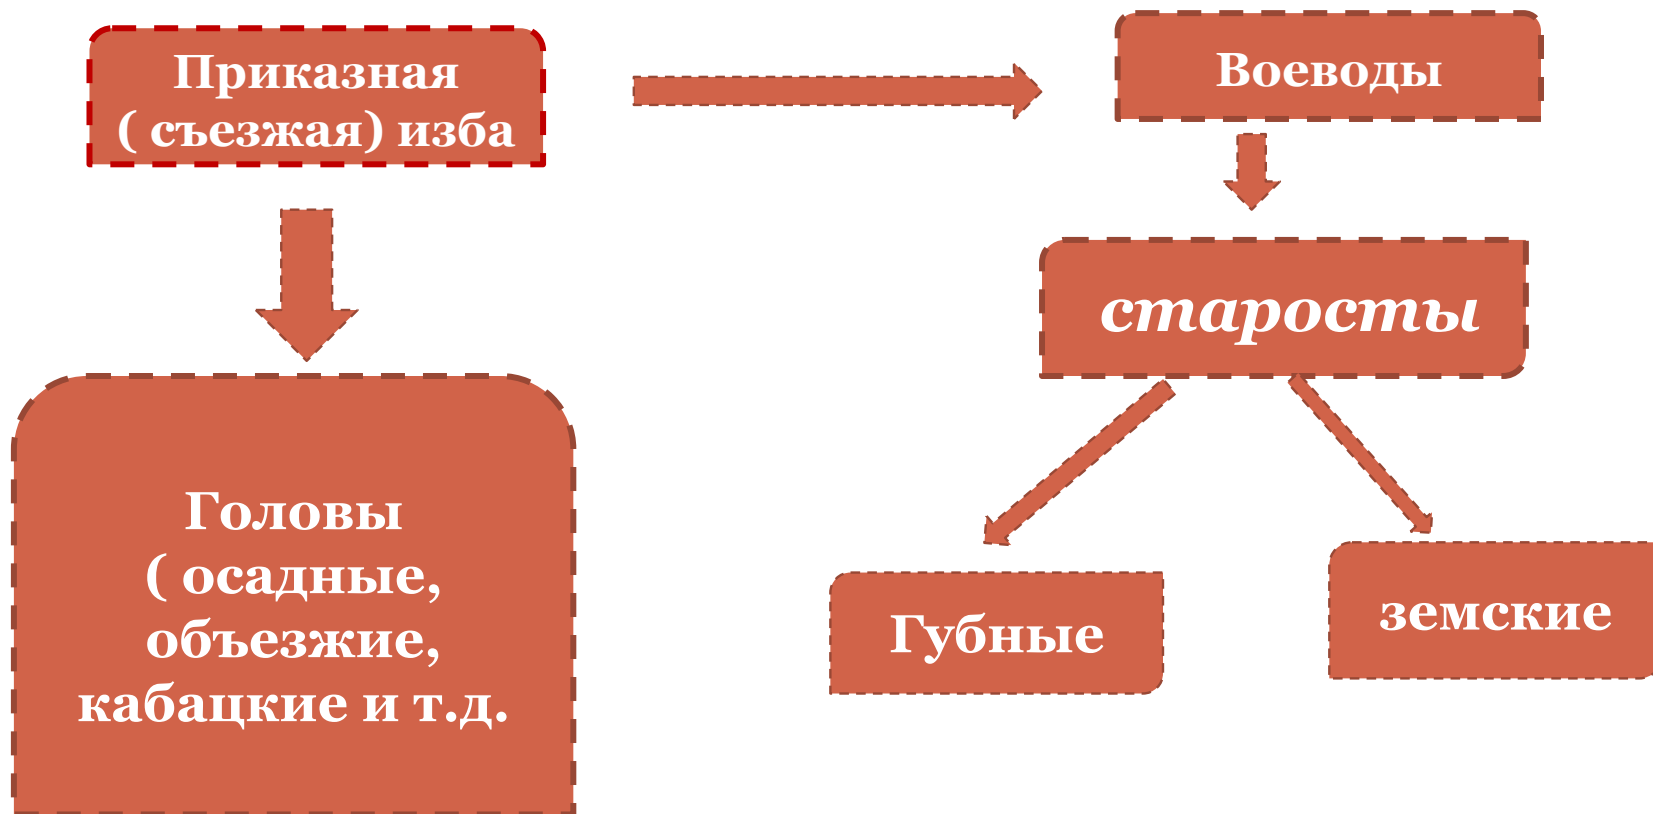 Приказная
( съезжая) изба
Воеводы
старосты
Головы
( осадные,
объезжие,
кабацкие и т.д.
Губные
земские